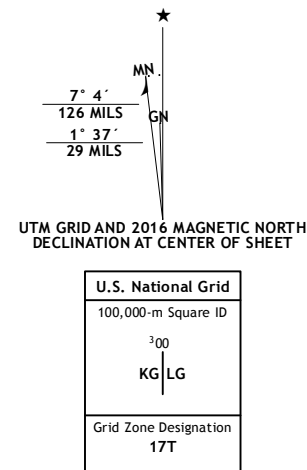 ★
MN
GN
7° 4´
126 MILS
1° 37´
29 MILS
UTM GRID AND 2016 MAGNETIC NORTH
DECLINATION AT CENTER OF SHEET
U.S. National Grid
100,000-m Square ID
³00
KG LG
Grid Zone Designation
17T